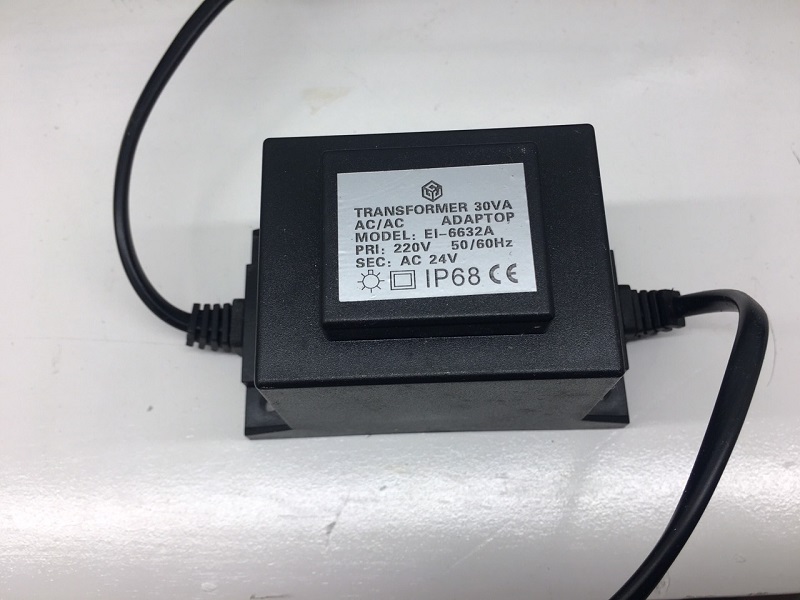 TRANSFORMER 30VA
AC/AC ADAPTOP
MODEL: EI-6632A
PRI: 220V 50/60Hz
SEC: AC 24V
IP68 CE